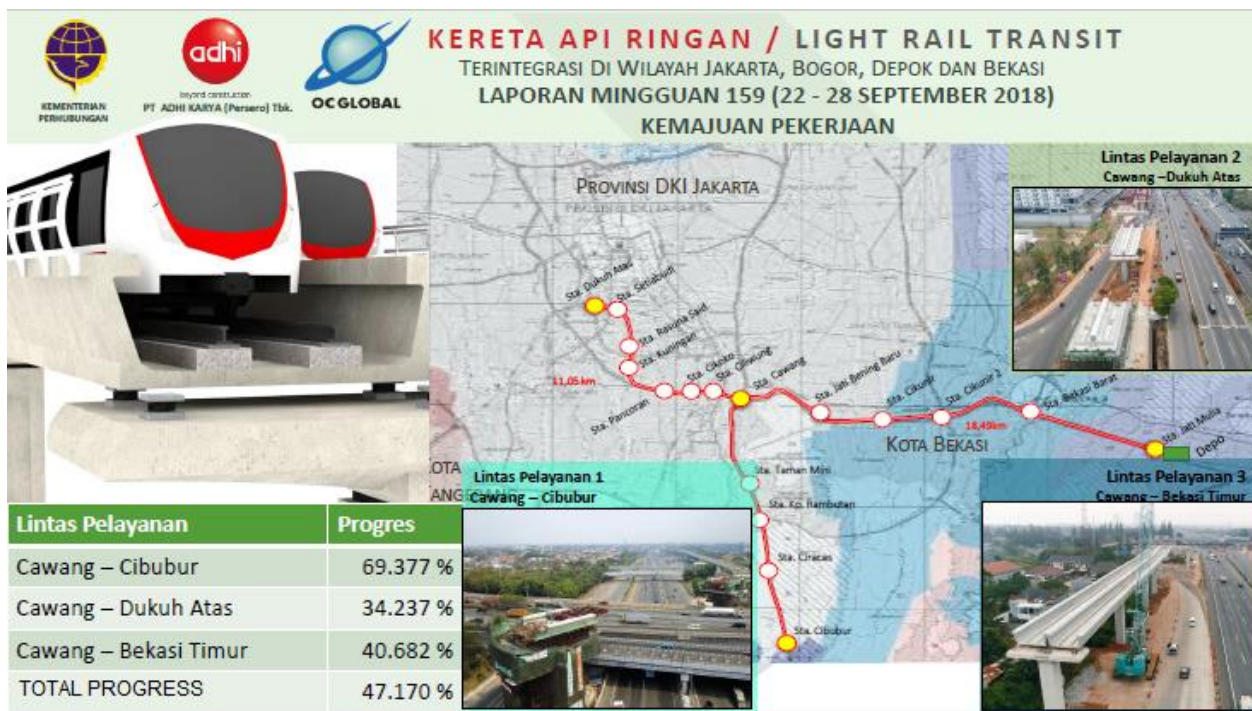 KEMENTERIAN
PERHUBUNGAN
adhi
beyond construction
PT ADHI KARYA (Persero) Tbk.
OCGLOBAL
KERETA API RINGAN / LIGHT RAIL TRANSIT
TERINTEGRASI DI WILAYAH JAKARTA, BOGOR, DEPOK DAN BEKASI
LAPORAN MINGGUAN 159 (22 - 28 SEPTEMBER 2018)
KEMAJUAN PEKERJAAN
Lintas Pelayanan 2
Cawang –Dukuh Atas
PROVINSI DKI JAKARTA
Sta. Dukuh Atas
Sta. Setiabudi
Sta. Rasuna Said
Sta. Kuningan
11,05 km
Sta. Pancoran
Sta. Cikoko
Sta. Ciliwung
Sta. Cawang
Sta. Jati Bening Baru
Sta. Cikunir
Sta. Cikunir 2
18,49km
Sta. Bekasi Barat
Sta. Jati Mulia
Depo
KOTA BEKASI
Sta. Taman Mini
Sta. Kp. Rambutan
Sta. Ciracas
Sta. Cibubur
Lintas Pelayanan 1
Cawang – Cibubur
Lintas Pelayanan 3
Cawang – Bekasi Timur
Lintas Pelayanan Progres
Cawang – Cibubur 69.377 %
Cawang – Dukuh Atas 34.237 %
Cawang – Bekasi Timur 40.682 %
TOTAL PROGRESS 47.170 %